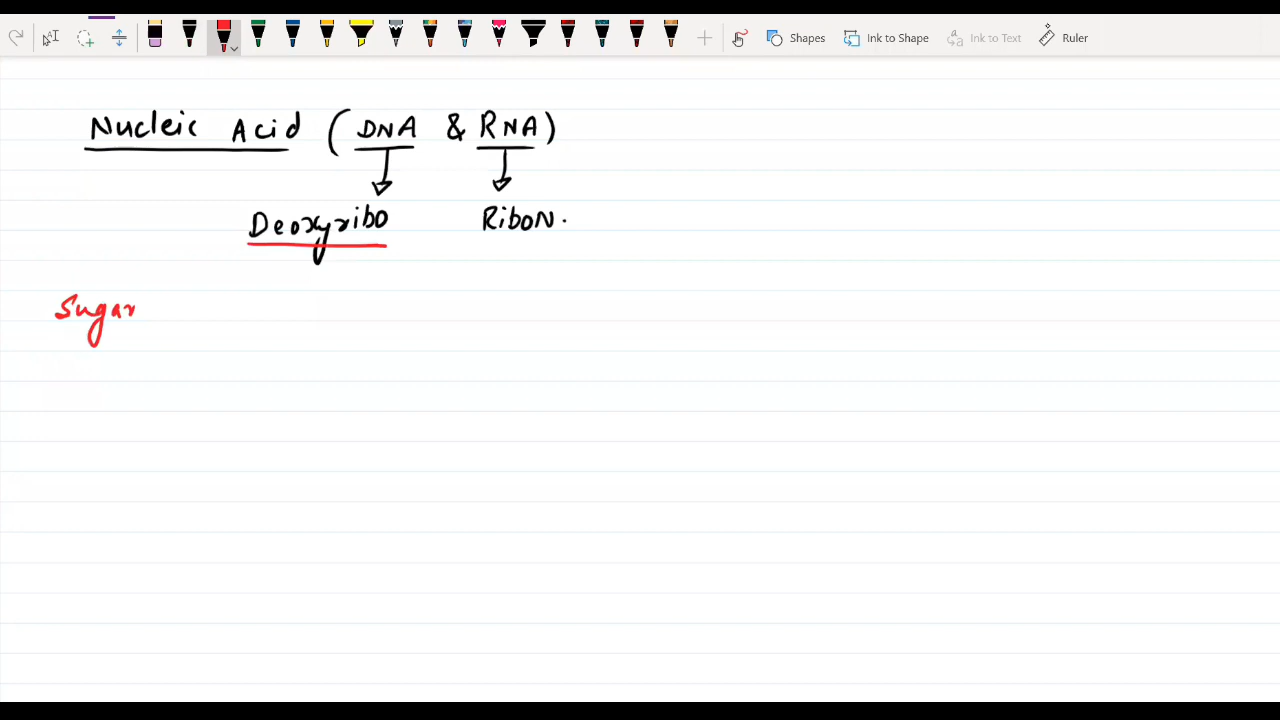 Shapes Ink to Shape Ink to Text Ruler
Nucleic Acid (DNA & RNA)
Deoxyribo RiboN.
Sugar